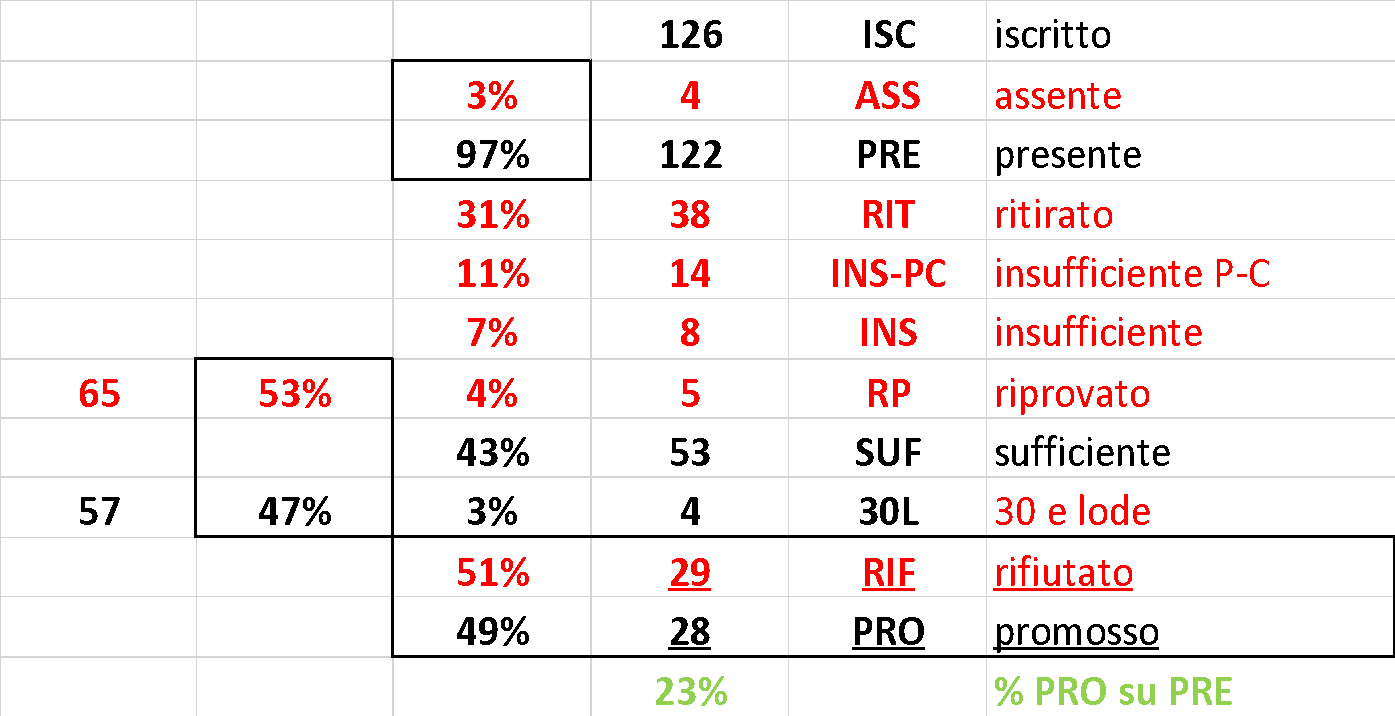 126 ISC iscritto
3% 4 ASS assente
97% 122 PRE presente
31% 38 RIT ritirato
11% 14 INS-PC insufficiente P-C
7% 8 INS insufficiente
65 53% 4% 5 RP riprovato
43% 53 SUF sufficiente
57 47% 3% 4 30L 30 e lode
51% 29 RIF rifiutato
49% 28 PRO promosso
23% % PRO su PRE